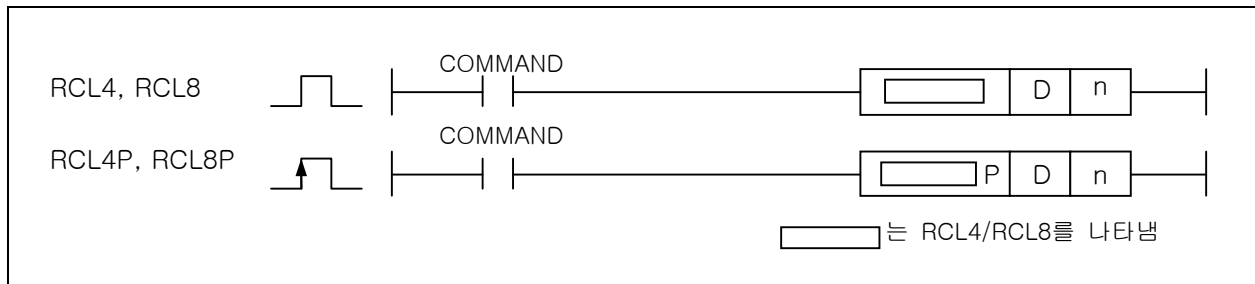 COMMAND
RCL4, RCL8 D n
COMMAND
RCL4P, RCL8P P D n
는 RCL4/RCL8를 나타냄